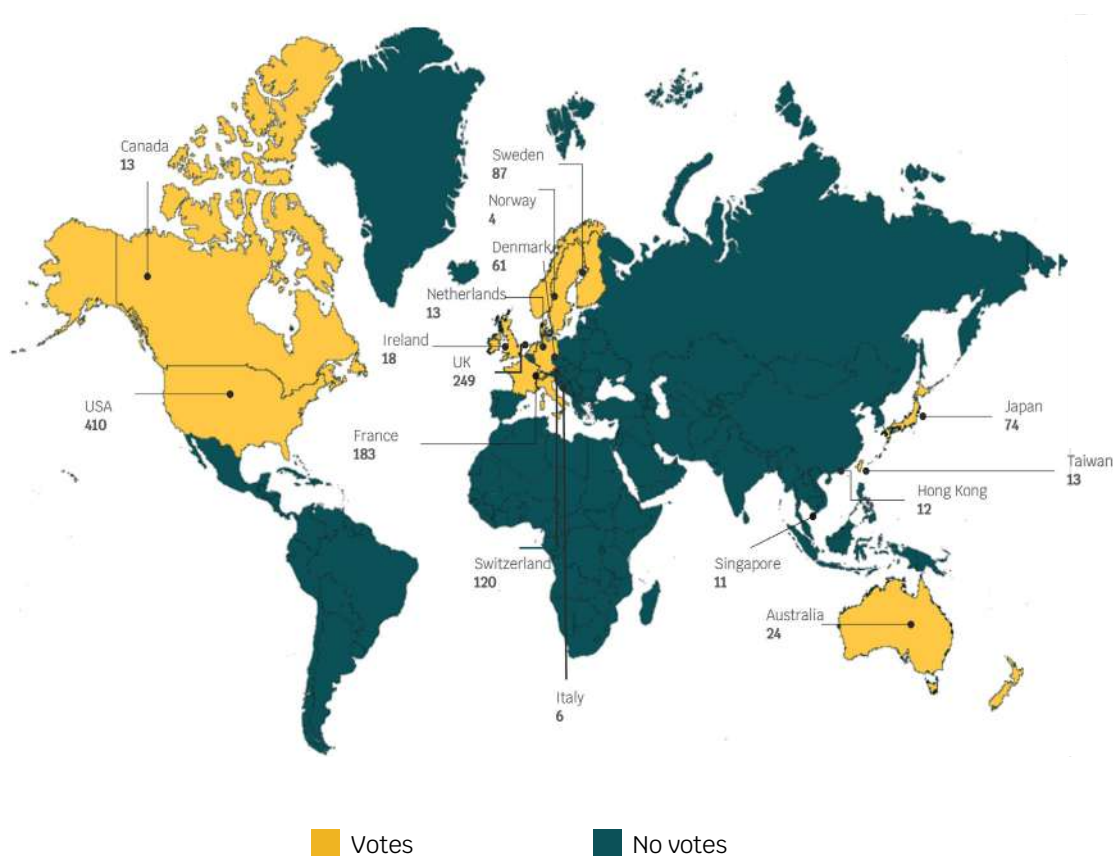 Canada
13
Sweden
87
Norway
4
Denmark
61
Netherlands
13
Ireland
18
UK
249
USA
410
France
183
Japan
74
Taiwan
13
Hong Kong
12
Switzerland
120
Singapore
11
Australia
24
Italy
6
Votes
No votes